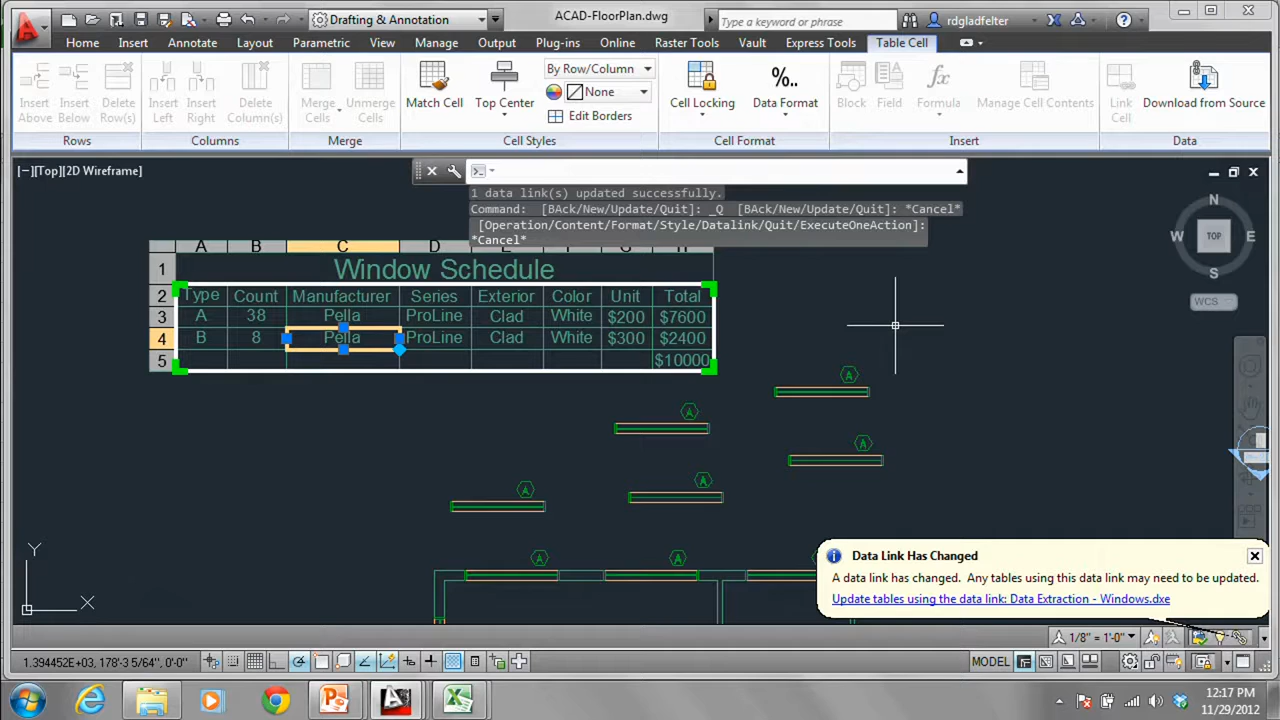 Drafting & Annotation
ACAD-FloorPlan.dwg
Type a keyword or phrase
rdgladfelter
Home Insert Annotate Layout Parametric View Manage Output Plug-ins Online Raster Tools Vault Express Tools Table Cell
Insert Above
Insert Below
Delete Row(s)
Insert Left
Insert Right
Delete Column(s)
Merge Cells
Unmerge Cells
Match Cell
Top Center
By Row/Column
None
Edit Borders
Cell Locking
%..
Data Format
Block
Field
fx
Formula
Manage Cell Contents
Link Cell
Download from Source
Rows Columns Merge Cell Styles Cell Format Insert Data
[−][Top][2D Wireframe]
1 data link(s) updated successfully.
Command: [BAck/New/Update/Quit]: _Q [BAck/New/Update/Quit]: *Cancel*
[Operation/Content/Format/Style/Datalink/Quit/ExecuteOneAction]:
*Cancel*
N
W TOP E
S
WCS
A B C D E F G H
1 Window Schedule
2 Type Count Manufacturer Series Exterior Color Unit Total
3 A 38 Pella ProLine Clad White $200 $7600
4 B 8 Pella ProLine Clad White $300 $2400
5 $10000
A
A
A
A
A
A
A
Y
X
Data Link Has Changed
A data link has changed. Any tables using this data link may need to be updated.
Update tables using the data link: Data Extraction - Windows.dxe
1/8" = 1'-0"
1.394452E+03, 178'-3 5/64", 0'-0"
MODEL
12:17 PM
11/29/2012